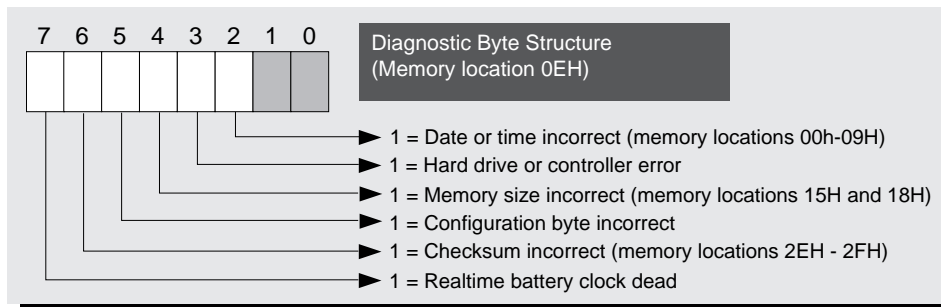 7 6 5 4 3 2 1 0
Diagnostic Byte Structure
(Memory location 0EH)
1 = Date or time incorrect (memory locations 00h-09H)
1 = Hard drive or controller error
1 = Memory size incorrect (memory locations 15H and 18H)
1 = Configuration byte incorrect
1 = Checksum incorrect (memory locations 2EH - 2FH)
1 = Realtime battery clock dead